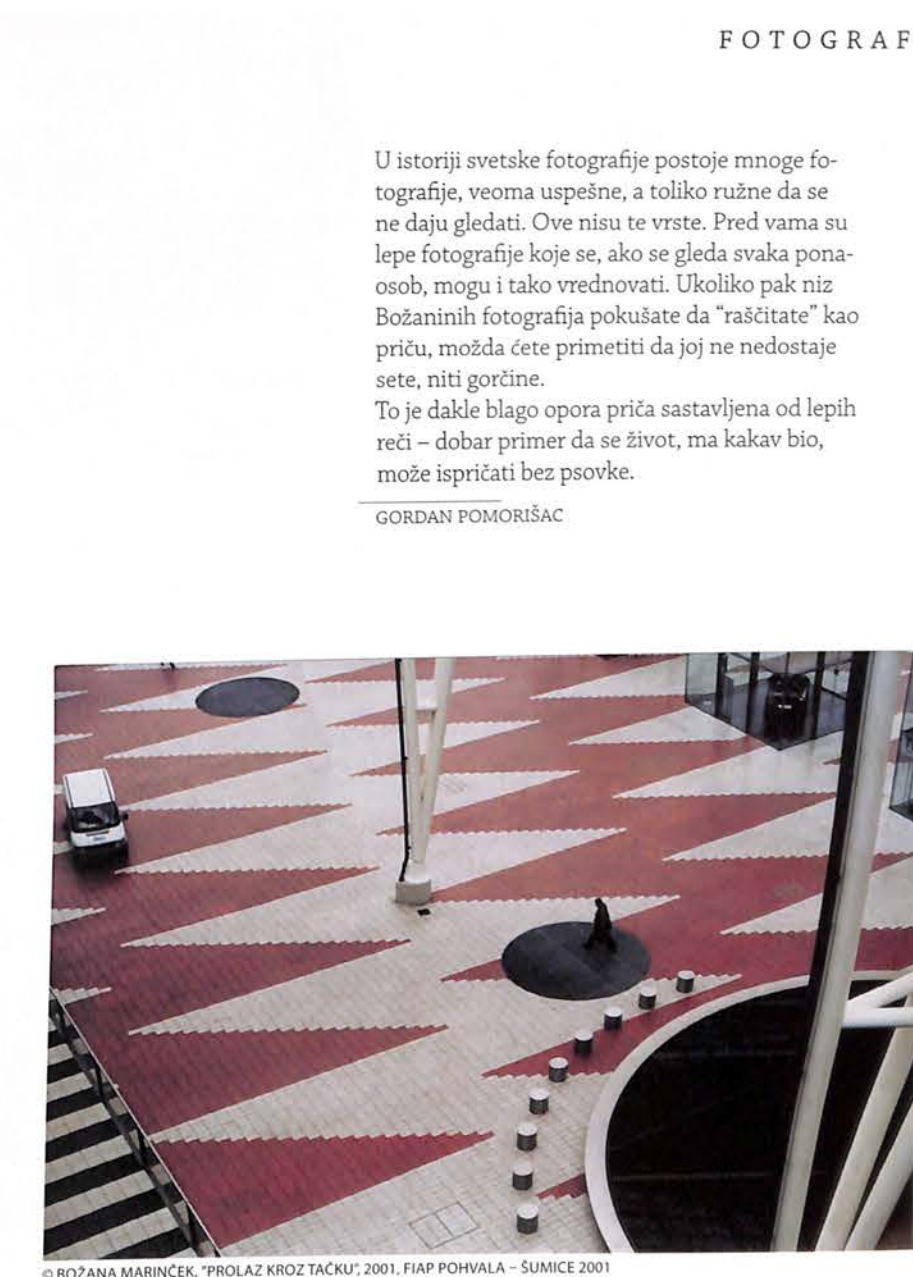 FOTOGRAF
U istoriji svetske fotografije postoje mnoge fo-
tografije, veoma uspešne, a toliko ružne da se
ne daju gledati. Ove nisu te vrste. Pred vama su
lepe fotografije koje se, ako se gleda svaka pona-
osob, mogu i tako vrednovati. Ukoliko pak niz
Božaninih fotografija pokušate da "raščitate" kao
priču, možda ćete primetiti da joj ne nedostaje
sete, niti gorčine.
To je dakle blago opora priča sastavljena od lepih
reči – dobar primer da se život, ma kakav bio,
može ispričati bez psovke.
GORDAN POMORIŠAC
© BOŽANA MARINČEK, "PROLAZ KROZ TAČKU", 2001, FIAP POHVALA – ŠUMICE 2001